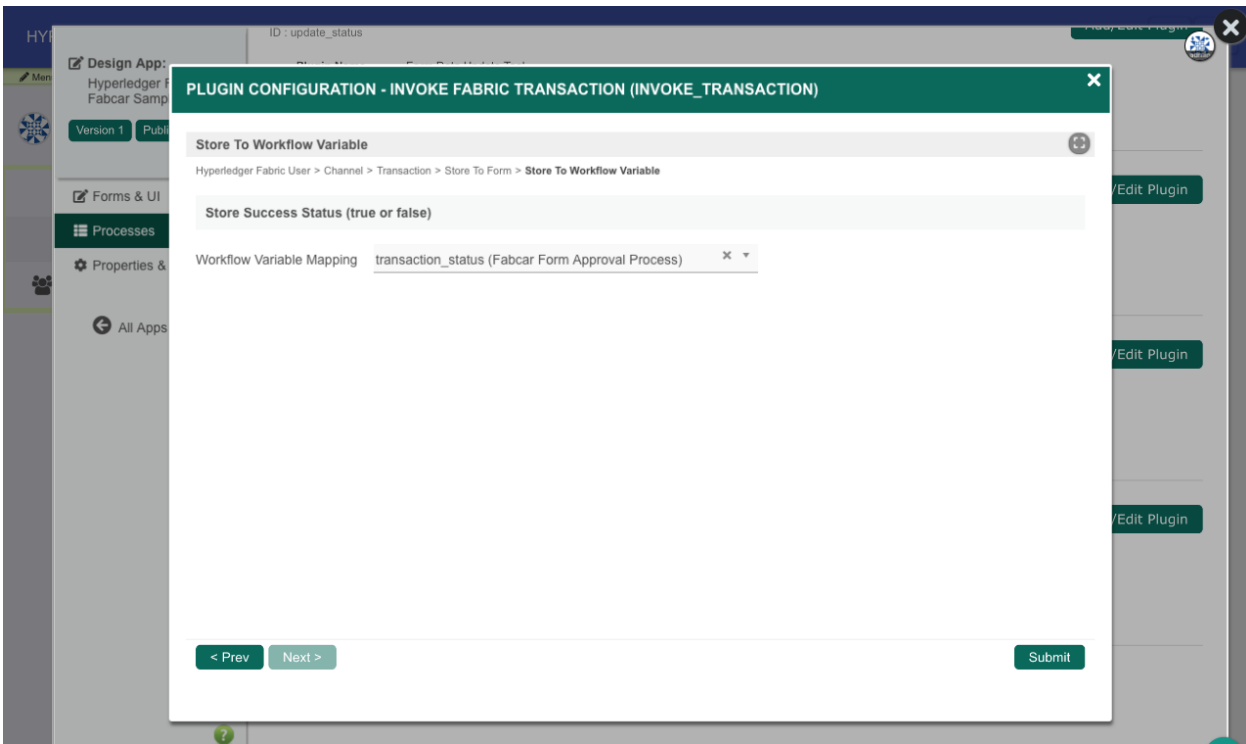 HY
ID : update_status
Add/Edit Plugin
Men
Design App:
Hyperledger F
Fabcar Samp
Version 1
Publi
PLUGIN CONFIGURATION - INVOKE FABRIC TRANSACTION (INVOKE_TRANSACTION)
Store To Workflow Variable
Hyperledger Fabric User > Channel > Transaction > Store To Form > Store To Workflow Variable
Store Success Status (true or false)
Workflow Variable Mapping
transaction_status (Fabcar Form Approval Process)
Forms & UI
Processes
Properties &
All Apps
/Edit Plugin
/Edit Plugin
/Edit Plugin
< Prev
Next >
Submit
?